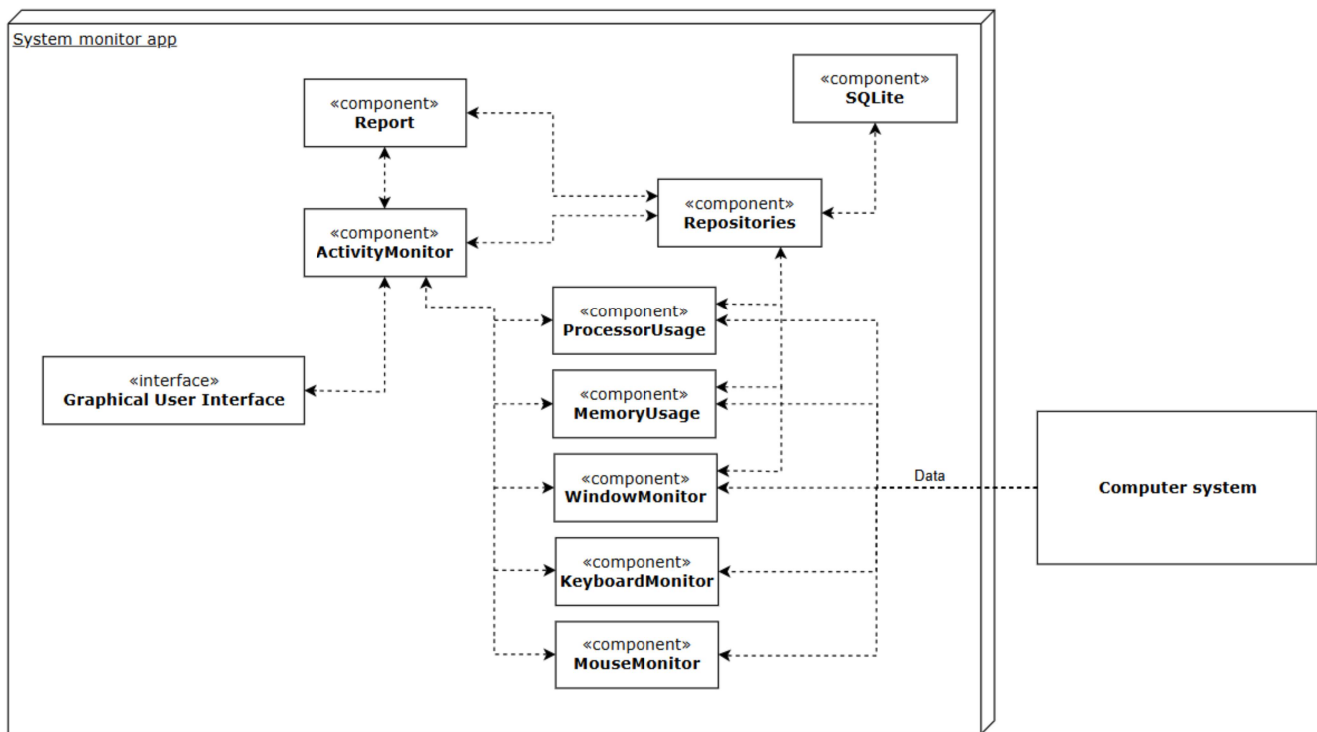 System monitor app
«component»
SQLite
«component»
Report
«component»
Repositories
«component»
ActivityMonitor
«component»
ProcessorUsage
«interface»
Graphical User Interface
«component»
MemoryUsage
«component»
WindowMonitor
Data
Computer system
«component»
KeyboardMonitor
«component»
MouseMonitor